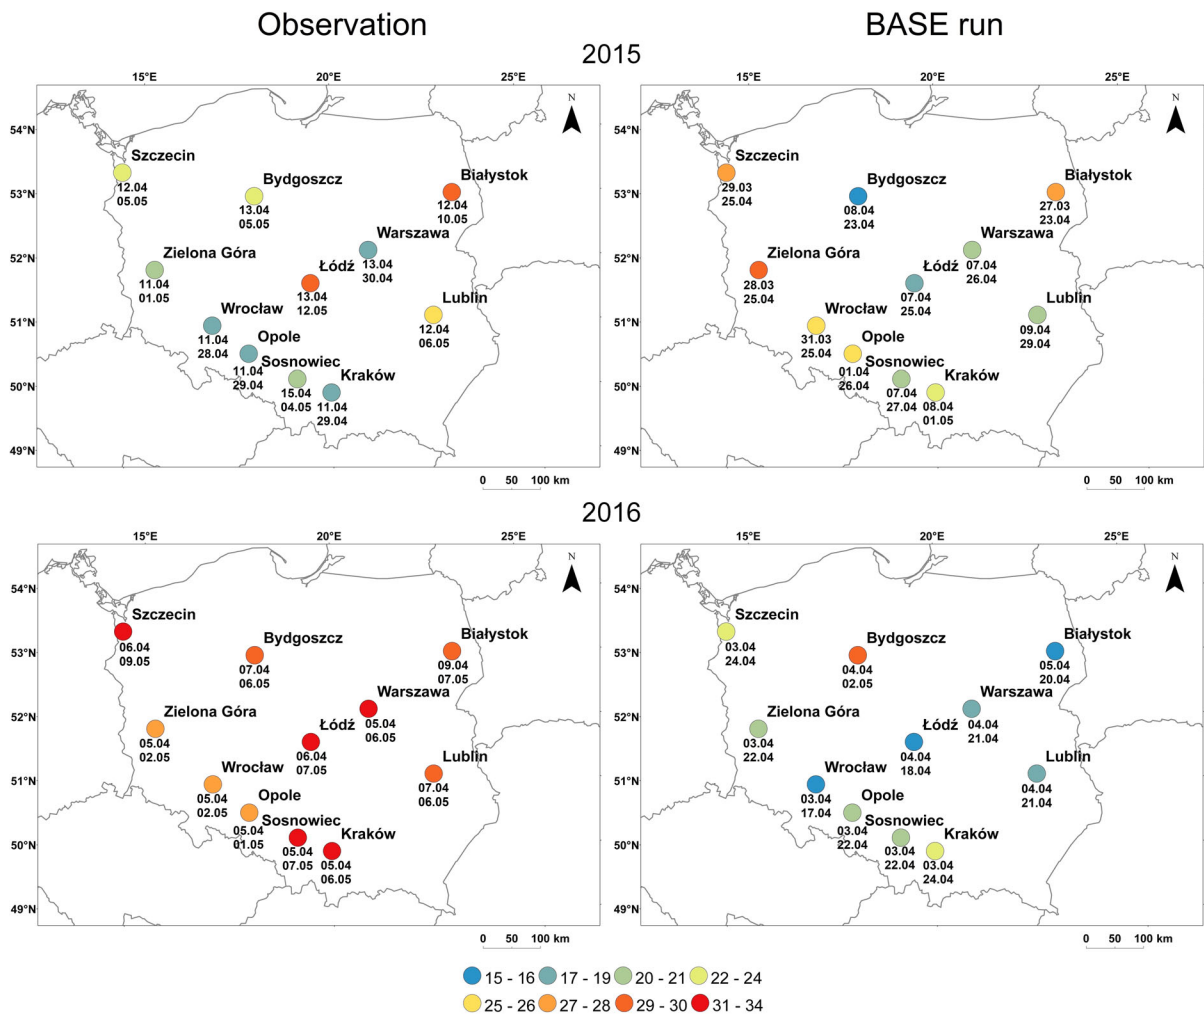 Observation
BASE run
2015
15°E 20°E 25°E
N
54°N
53°N
52°N
51°N
50°N
49°N
Szczecin
12.04
05.05
Bydgoszcz
13.04
05.05
Białystok
12.04
10.05
Warszawa
13.04
30.04
Zielona Góra
11.04
01.05
Łódź
13.04
12.05
Wrocław
11.04
28.04
Lublin
12.04
06.05
Opole
11.04
29.04
Sosnowiec
15.04
04.05
Kraków
11.04
29.04
0 50 100 km
15°E 20°E 25°E
N
54°N
53°N
52°N
51°N
50°N
49°N
Szczecin
29.03
25.04
Bydgoszcz
08.04
23.04
Białystok
27.03
23.04
Warszawa
07.04
26.04
Zielona Góra
28.03
25.04
Łódź
07.04
25.04
Wrocław
31.03
25.04
Lublin
09.04
29.04
Opole
01.04
26.04
Sosnowiec
07.04
27.04
Kraków
08.04
01.05
0 50 100 km
2016
15°E 20°E 25°E
N
54°N
53°N
52°N
51°N
50°N
49°N
Szczecin
06.04
09.05
Bydgoszcz
07.04
06.05
Białystok
09.04
07.05
Warszawa
05.04
06.05
Zielona Góra
05.04
02.05
Łódź
06.04
07.05
Wrocław
05.04
02.05
Lublin
07.04
06.05
Opole
05.04
01.05
Sosnowiec
05.04
07.05
Kraków
05.04
06.05
0 50 100 km
15°E 20°E 25°E
N
54°N
53°N
52°N
51°N
50°N
49°N
Szczecin
03.04
24.04
Bydgoszcz
04.04
02.05
Białystok
05.04
20.04
Warszawa
04.04
21.04
Zielona Góra
03.04
22.04
Łódź
04.04
18.04
Wrocław
03.04
17.04
Lublin
04.04
21.04
Opole
03.04
22.04
Sosnowiec
03.04
22.04
Kraków
03.04
24.04
0 50 100 km
15 - 16 17 - 19 20 - 21 22 - 24
25 - 26 27 - 28 29 - 30 31 - 34